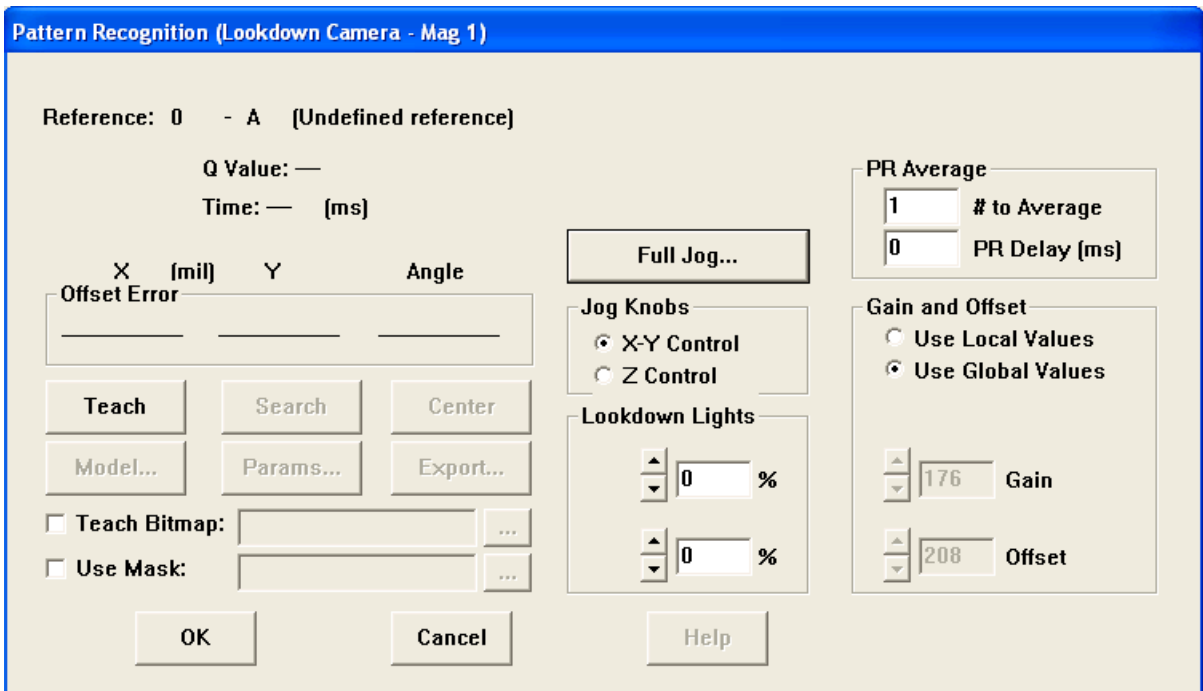 Pattern Recognition (Lookdown Camera - Mag 1)
Reference: 0 - A (Undefined reference)
Q Value: —
Time: — (ms)
X (mil) Y Angle
Offset Error
Teach Search Center
Model... Params... Export...
Teach Bitmap: ...
Use Mask: ...
Full Jog...
Jog Knobs
X-Y Control
Z Control
Lookdown Lights
0 %
0 %
PR Average
1 # to Average
0 PR Delay (ms)
Gain and Offset
Use Local Values
Use Global Values
176 Gain
208 Offset
OK Cancel Help